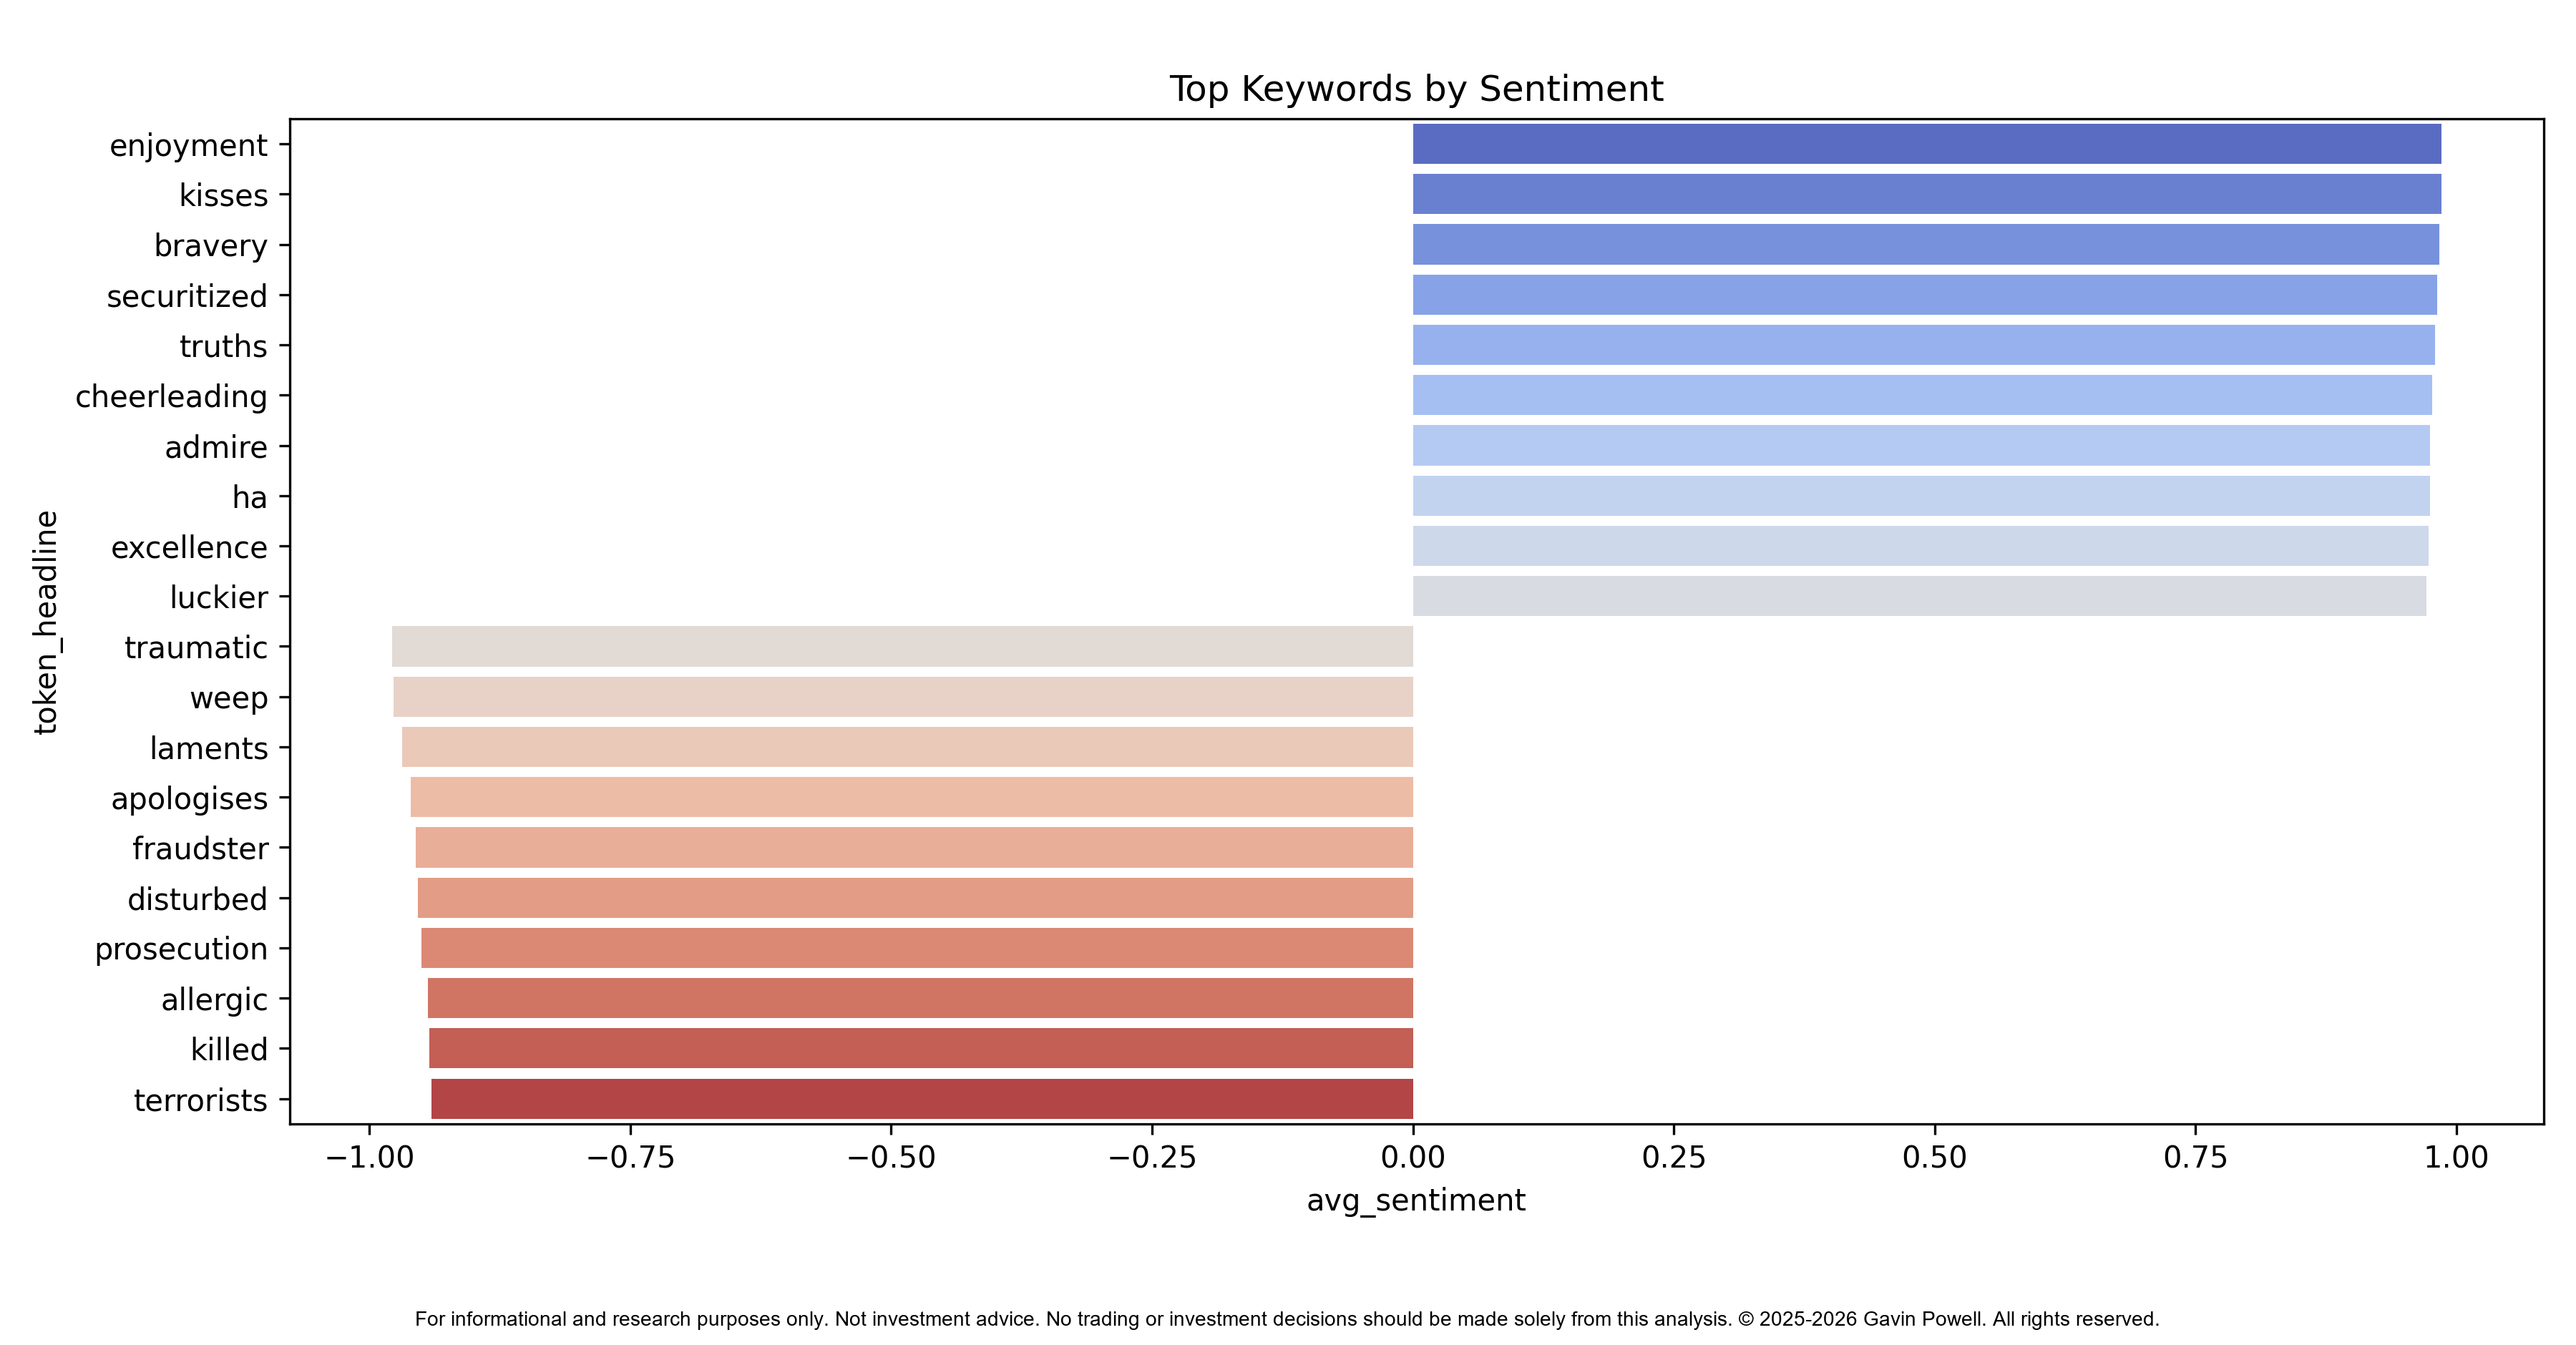 Top Keywords by Sentiment
enjoyment
kisses
bravery
securitized
truths
cheerleading
admire
ha
excellence
luckier
traumatic
weep
laments
apologises
fraudster
disturbed
prosecution
allergic
killed
terrorists
token_headline
−1.00 −0.75 −0.50 −0.25 0.00 0.25 0.50 0.75 1.00
avg_sentiment
For informational and research purposes only. Not investment advice. No trading or investment decisions should be made solely from this analysis. © 2025-2026 Gavin Powell. All rights reserved.